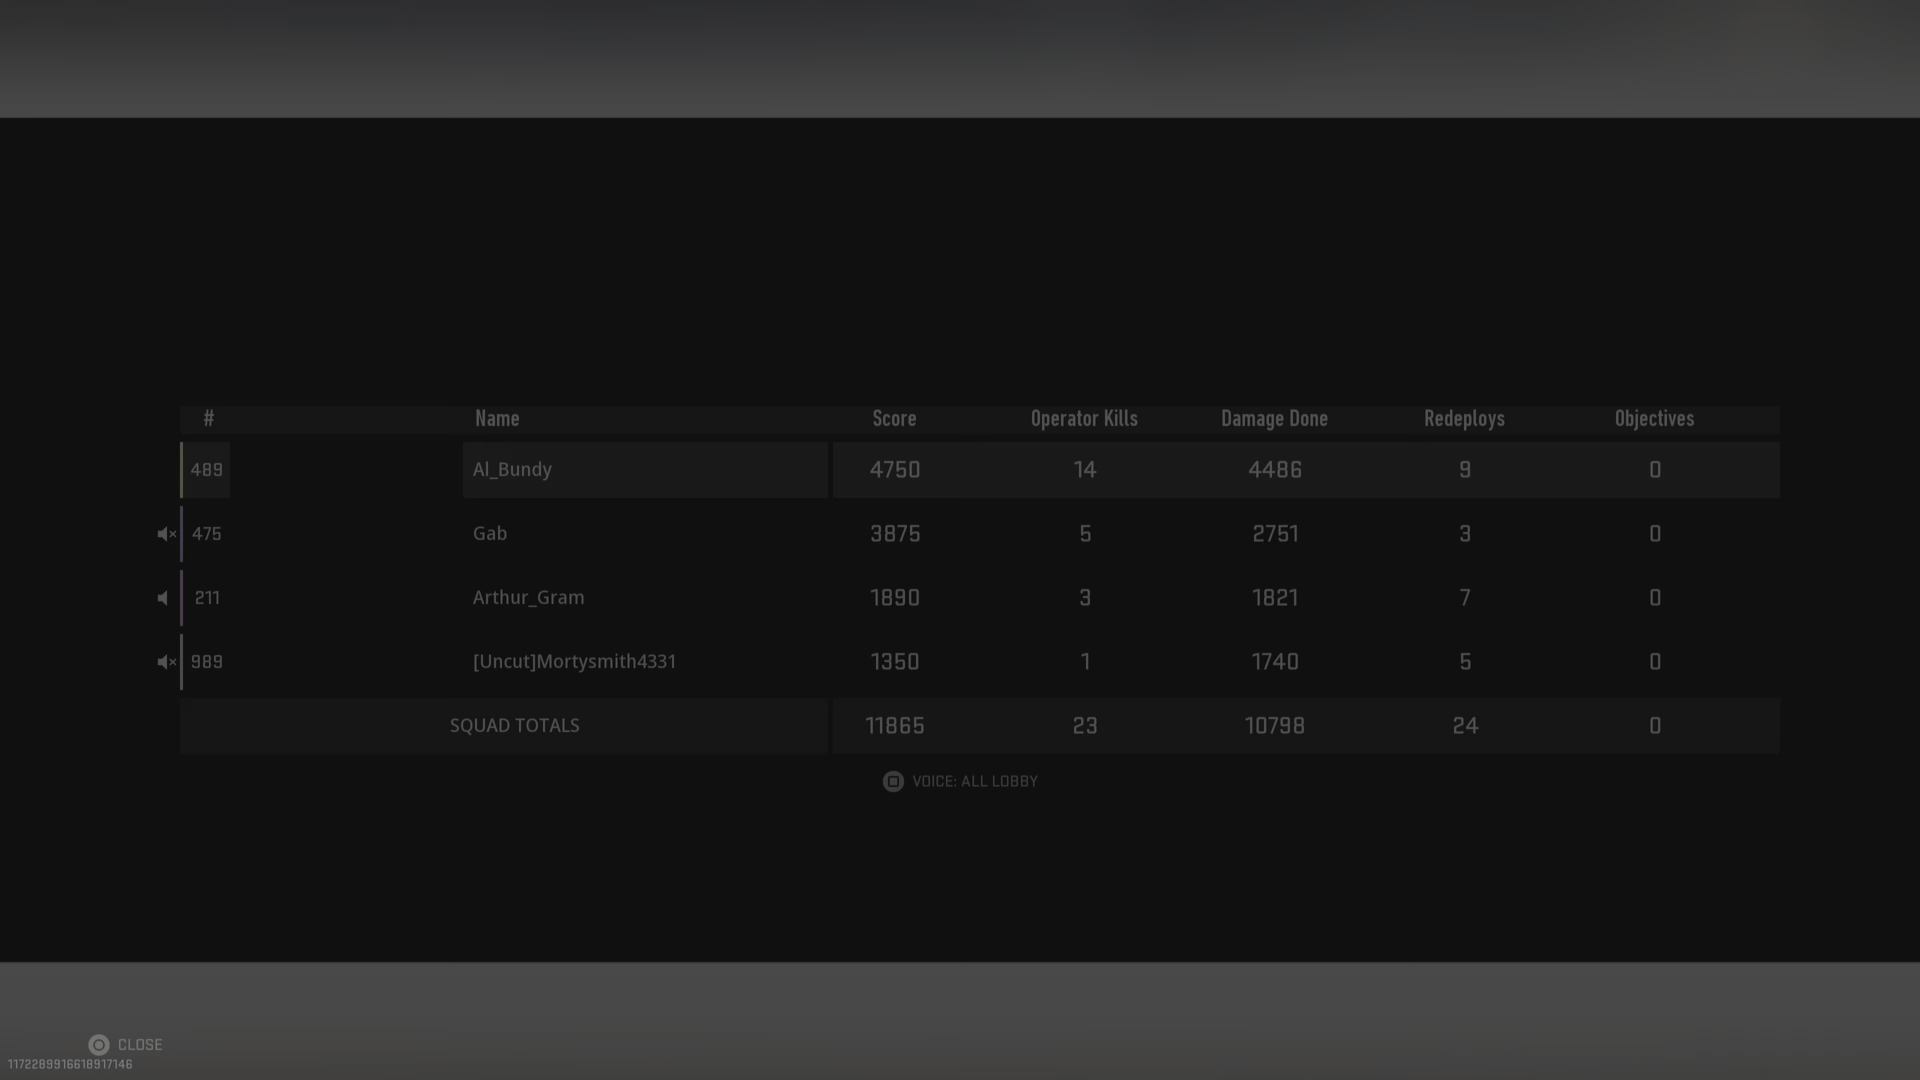 # Name Score Operator Kills Damage Done Redeploys Objectives
489 Al_Bundy 4750 14 4486 9 0
475 Gab 3875 5 2751 3 0
211 Arthur_Gram 1890 3 1821 7 0
989 [Uncut]Mortysmith4331 1350 1 1740 5 0
SQUAD TOTALS 11865 23 10798 24 0
VOICE: ALL LOBBY
CLOSE
1172289916618917146